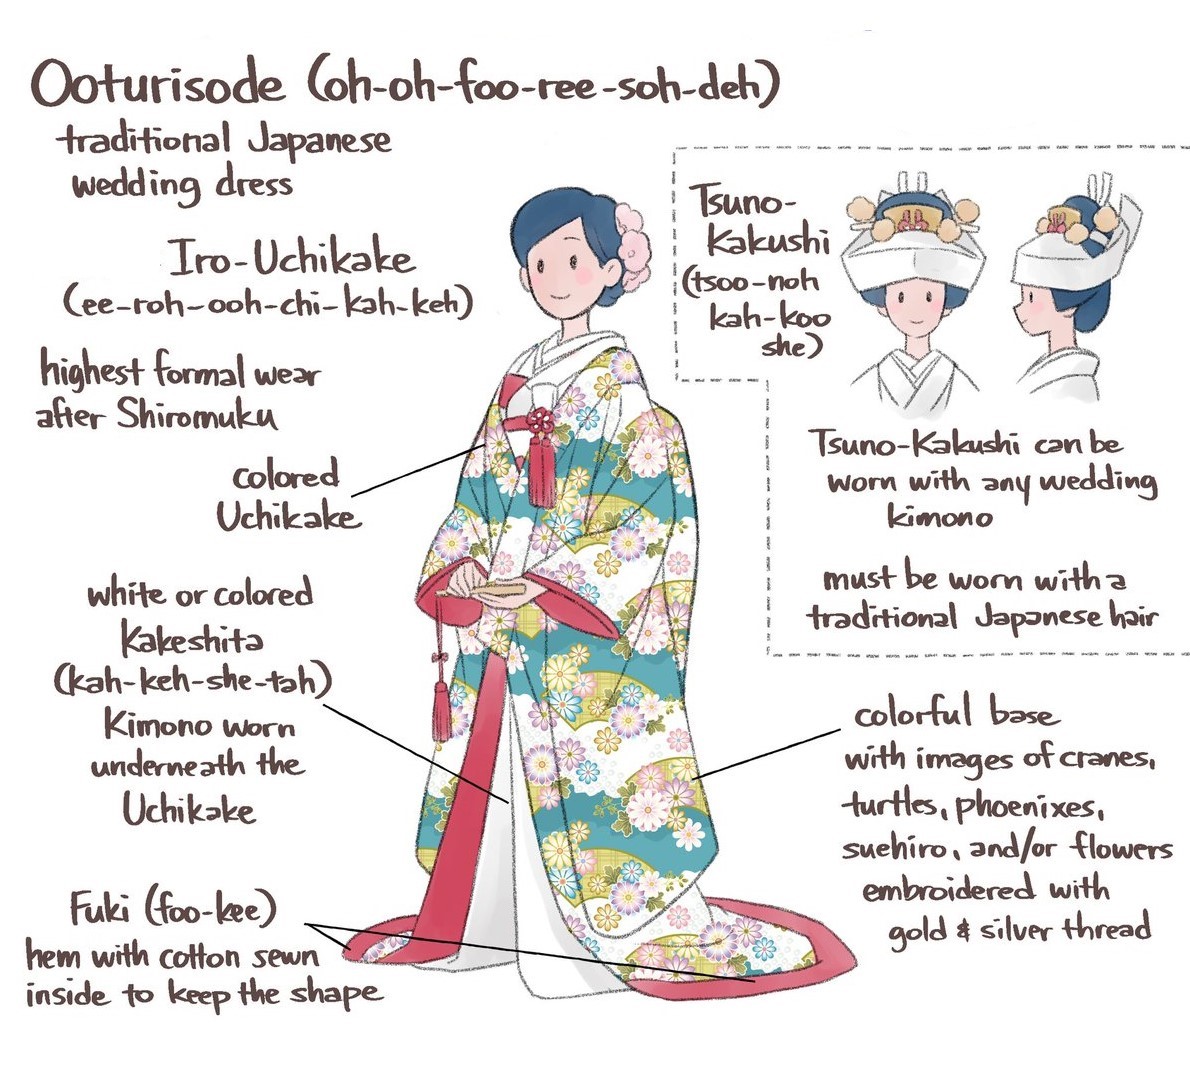 Ooturisode (oh-oh-foo-ree-soh-deh)
traditional Japanese
wedding dress
Iro-Uchikake
(ee-roh-ooh-chi-kah-keh)
highest formal wear
after Shiromuku
colored
Uchikake
white or colored
Kakeshita
(kah-keh-she-tah)
Kimono worn
underneath the
Uchikake
Fuki (foo-kee)
hem with cotton sewn
inside to keep the shape
Tsuno-
Kakushi
(tsoo-noh
kah-koo
she)
Tsuno-Kakushi can be
worn with any wedding
kimono
must be worn with a
traditional Japanese hair
colorful base
with images of cranes,
turtles, phoenixes,
suehiro, and/or flowers
embroidered with
gold & silver thread